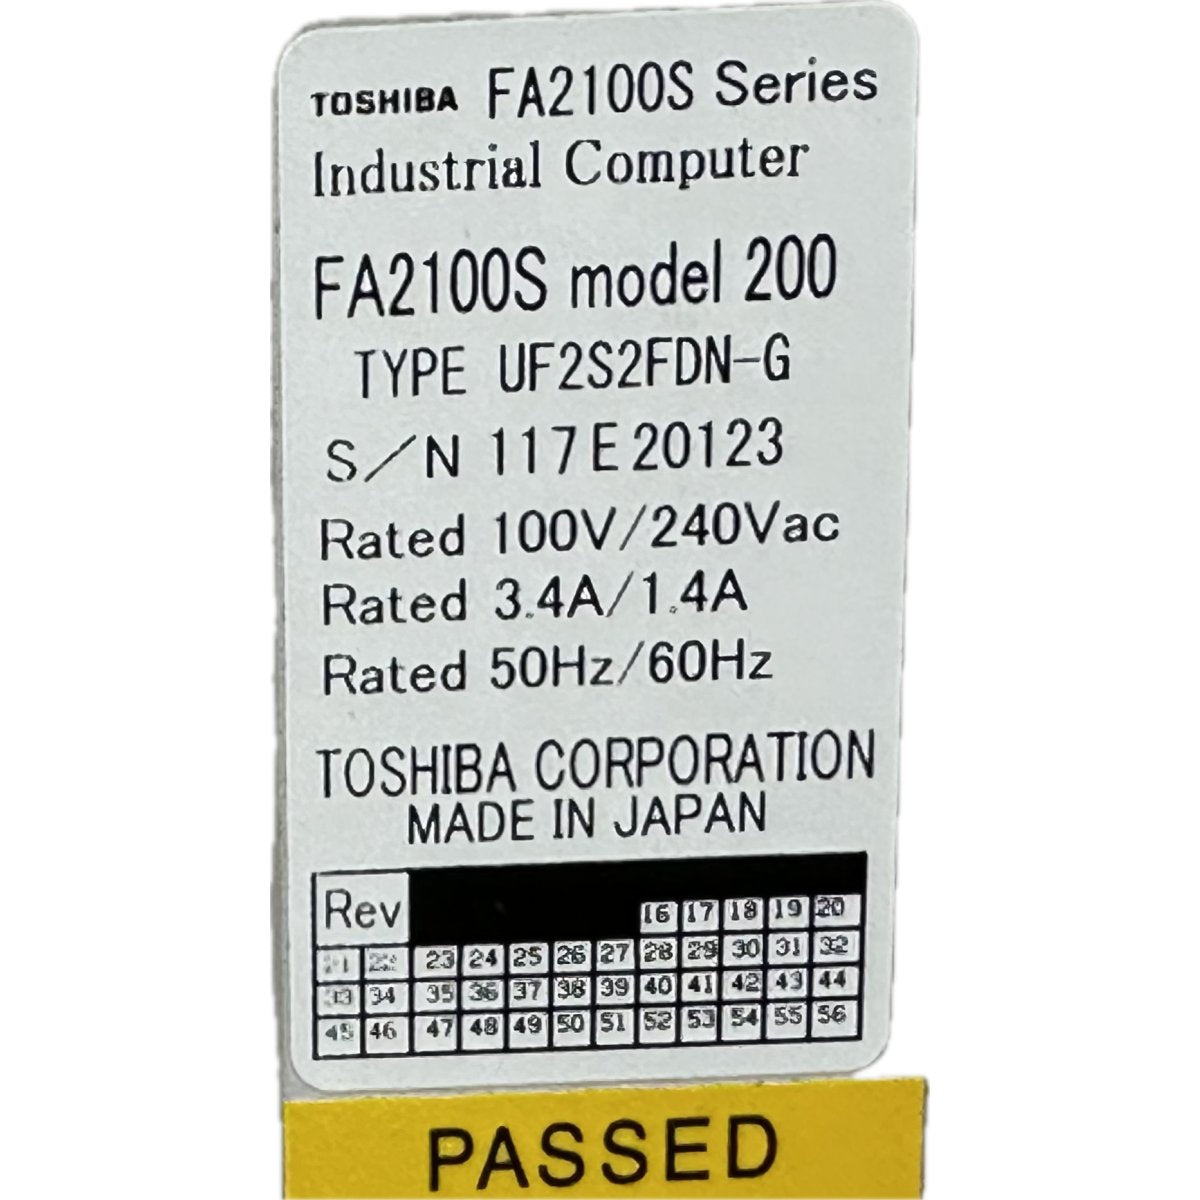 TOSHIBA FA2100S Series
Industrial Computer
FA2100S model 200
TYPE UF2S2FDN-G
S/N 117E20123
Rated 100V/240Vac
Rated 3.4A/1.4A
Rated 50Hz/60Hz
TOSHIBA CORPORATION
MADE IN JAPAN
Rev
16 17 18 19 20
21 22 23 24 25 26 27 28 29 30 31 32
33 34 35 36 37 38 39 40 41 42 43 44
45 46 47 48 49 50 51 52 53 54 55 56
PASSED